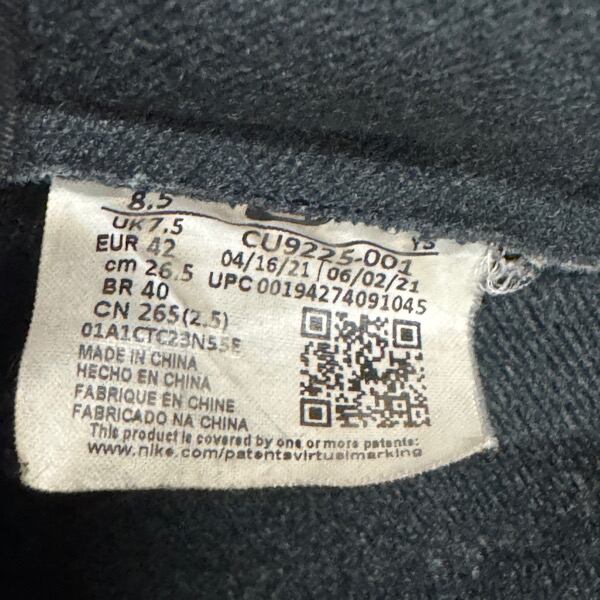 8.5
UK 7.5
EUR 42
cm 26.5
BR 40
CN 265(2.5)
CU9225-001 YS
04/16/21 | 06/02/21
UPC 00194274091045
01A1CTC23N55E
MADE IN CHINA
HECHO EN CHINA
FABRIQUE EN CHINE
FABRICADO NA CHINA
This product is covered by one or more patents:
www.nike.com/patentsvirtualmarking